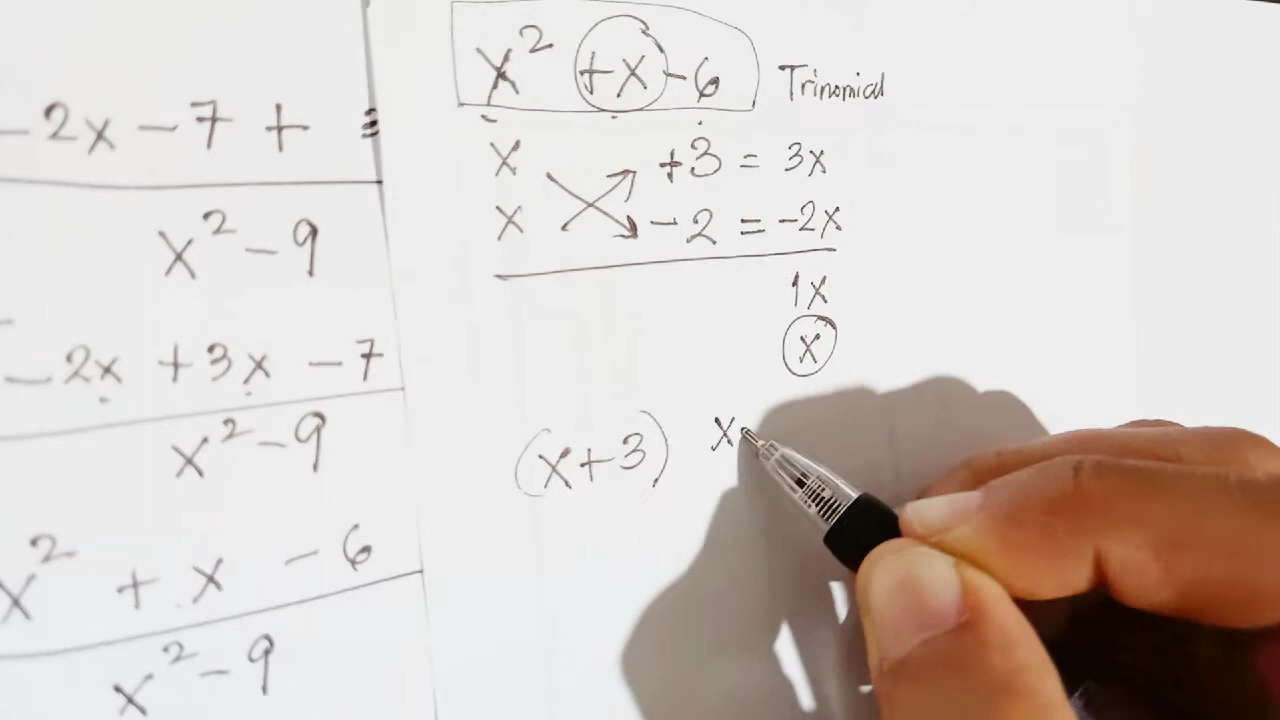 - 2x - 7 + 
x² - 9
- 2x + 3x - 7
x² - 9
x² + x - 6
x² - 9
x² + x - 6 Trinomial
x +3 = 3x
x - 2 = -2x
1x
x
(x+3) x